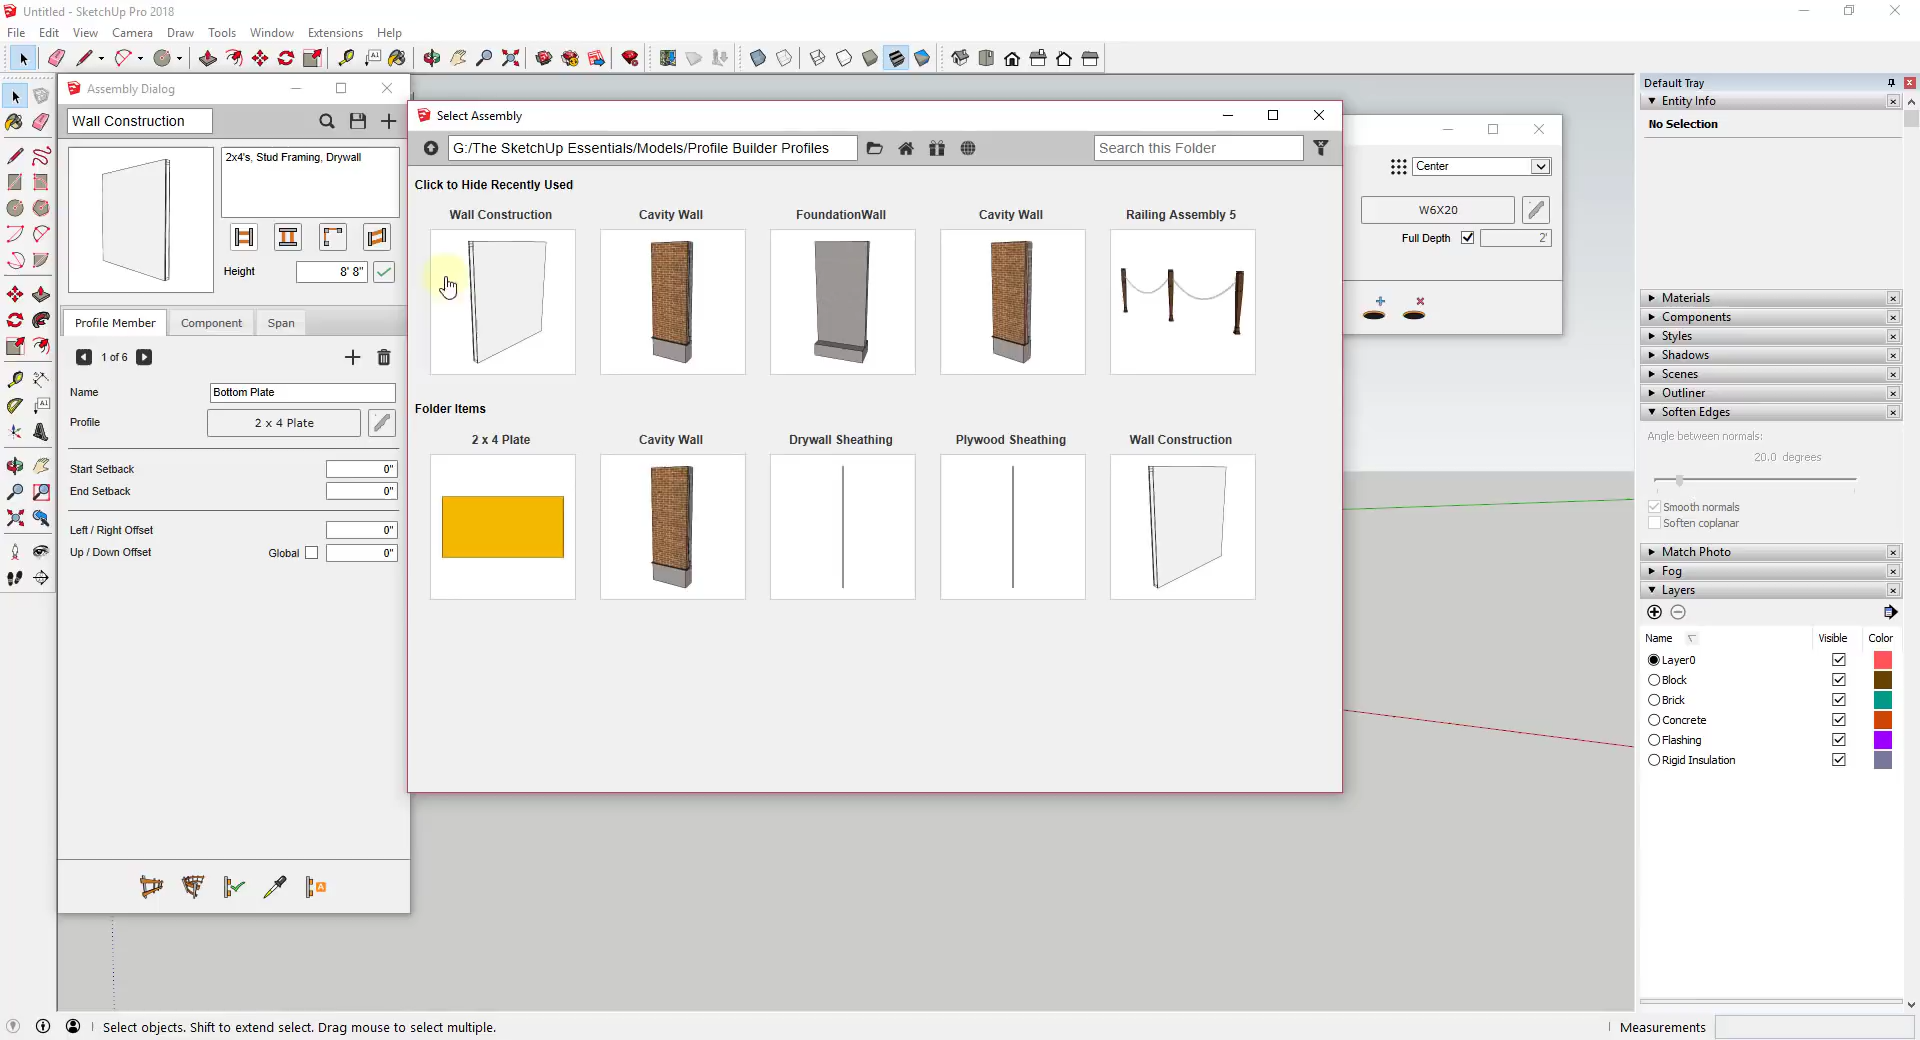 Untitled - SketchUp Pro 2018
File Edit View Camera Draw Tools Window Extensions Help
Assembly Dialog
Wall Construction
2x4's, Stud Framing, Drywall
Height 8' 8"
Profile Member Component Span
1 of 6
Name Bottom Plate
Profile 2 x 4 Plate
Start Setback 0"
End Setback 0"
Left / Right Offset 0"
Up / Down Offset Global 0"
Select Assembly
G:/The SketchUp Essentials/Models/Profile Builder Profiles
Search this Folder
Click to Hide Recently Used
Wall Construction Cavity Wall FoundationWall Cavity Wall Railing Assembly 5
Folder Items
2 x 4 Plate Cavity Wall Drywall Sheathing Plywood Sheathing Wall Construction
Center
W6X20
Full Depth 2'
Default Tray
Entity Info
No Selection
Materials
Components
Styles
Shadows
Scenes
Outliner
Soften Edges
Angle between normals:
20.0 degrees
Smooth normals
Soften coplanar
Match Photo
Fog
Layers
Name Visible Color
Layer0
Block
Brick
Concrete
Flashing
Rigid Insulation
Select objects. Shift to extend select. Drag mouse to select multiple.
Measurements